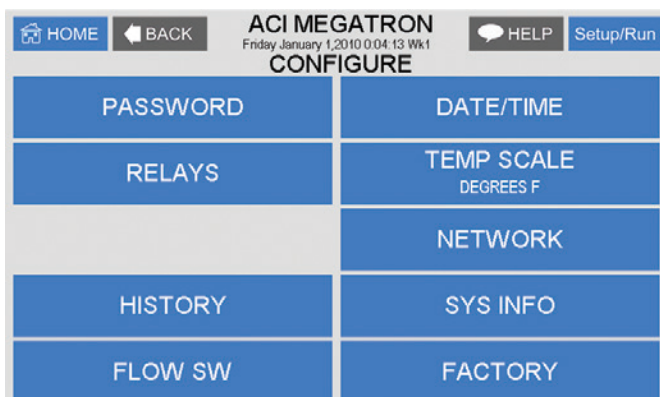 HOME
BACK
ACI MEGATRON
Friday January 1,2010 0:04:13 Wk1
CONFIGURE
HELP
Setup/Run
PASSWORD
DATE/TIME
RELAYS
TEMP SCALE
DEGREES F
NETWORK
HISTORY
SYS INFO
FLOW SW
FACTORY